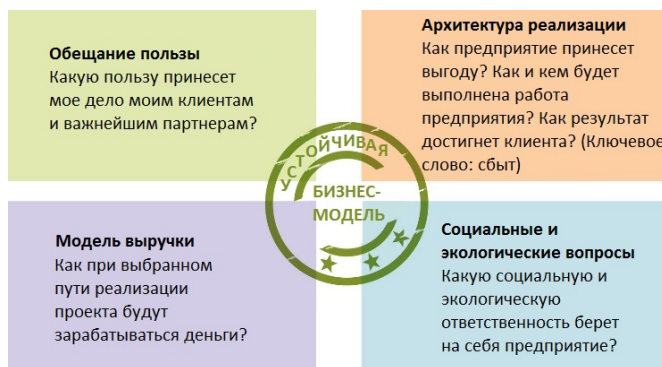 Обещание пользы
Какую пользу принесет
мое дело моим клиентам
и важнейшим партнерам?
Архитектура реализации
Как предприятие принесет
выгоду? Как и кем будет
выполнена работа
предприятия? Как результат
достигнет клиента? (Ключевое
слово: сбыт)
УСТОЙЧИВАЯ
БИЗНЕС-
МОДЕЛЬ
Модель выручки
Как при выбранном
пути реализации
проекта будут
зарабатываться деньги?
Социальные и
экологические вопросы
Какую социальную и
экологическую
ответственность берет
на себя предприятие?